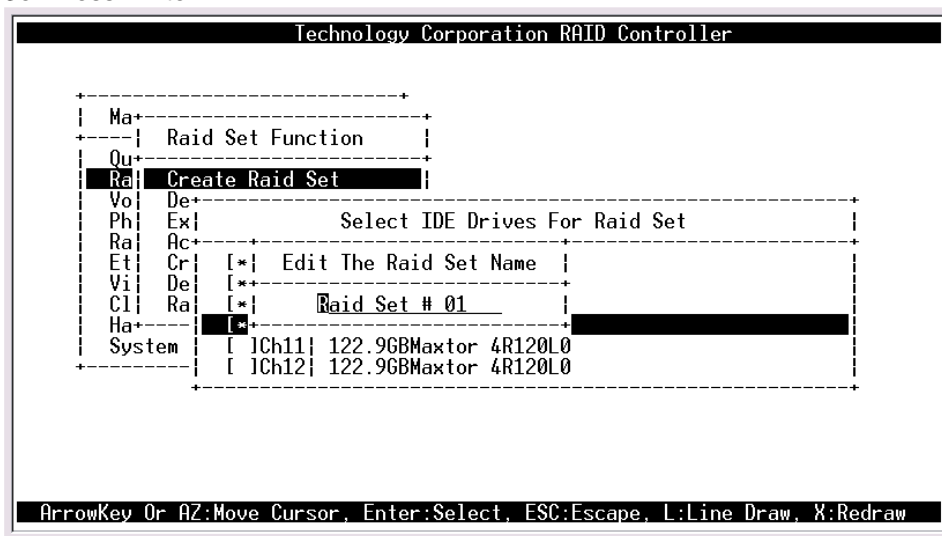 Technology Corporation RAID Controller
Ma
Raid Set Function
Qu
Ra Create Raid Set
Vo De
Ph Ex Select IDE Drives For Raid Set
Ra Ac
Et Cr [* Edit The Raid Set Name
Vi De [*
Cl Ra [* Raid Set # 01
Ha [*
System [ ]Ch11| 122.9GBMaxtor 4R120L0
[ ]Ch12| 122.9GBMaxtor 4R120L0
ArrowKey Or AZ:Move Cursor, Enter:Select, ESC:Escape, L:Line Draw, X:Redraw